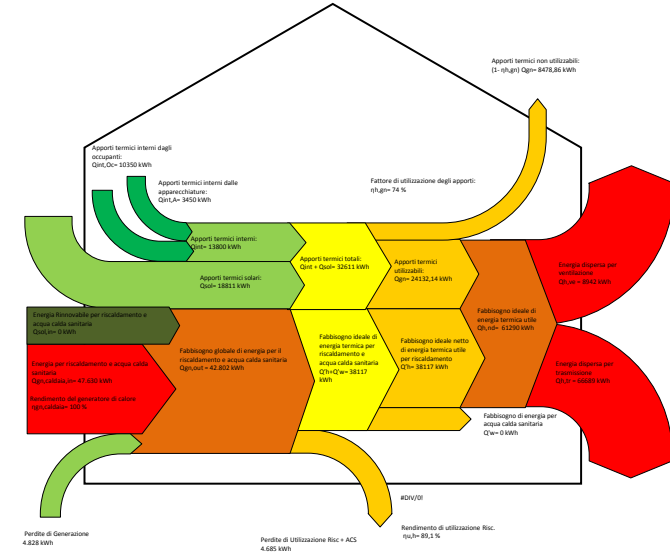 Apporti termici non utilizzabili:
(1- ηh,gn) Qgn= 8478,86 kWh
Apporti termici interni dagli
occupanti:
Qint,Oc= 10350 kWh
Apporti termici interni dalle
apparecchiature:
Qint,A= 3450 kWh
Fattore di utilizzazione degli apporti:
ηh,gn= 74 %
Apporti termici interni:
Qint= 13800 kWh
Apporti termici totali:
Qint + Qsol= 32611 kWh
Apporti termici
utilizzabili:
Qgn= 24132,14 kWh
Energia dispersa per
ventilazione
Qh,ve = 8942 kWh
Apporti termici solari:
Qsol= 18811 kWh
Energia Rinnovabile per riscaldamento e
acqua calda sanitaria
Qsol,in= 0 kWh
Fabbisogno ideale di
energia termica utile
Qh,nd= 61290 kWh
Fabbisogno globale di energia per il
riscaldamento e acqua calda sanitaria
Qgn,out = 42.802 kWh
Fabbisogno ideale di
energia termica per
riscaldamento e
acqua calda sanitaria
Q'h+Q'w= 38117
kWh
Fabbisogno ideale netto
di energia termica utile
per riscaldamento
Q'h= 38117 kWh
Energia per riscaldamento e acqua calda
sanitaria
Qgn,caldaia,in= 47.630 kWh
Rendimento del generatore di calore
ηgn,caldaia= 100 %
Energia dispersa per
trasmissione
Qh,tr = 66689 kWh
Fabbisogno di energia per
acqua calda sanitaria
Q'w= 0 kWh
#DIV/0!
Perdite di Generazione
4.828 kWh
Perdite di Utilizzazione Risc + ACS
4.685 kWh
Rendimento di utilizzazione Risc.
ηu,h= 89,1 %